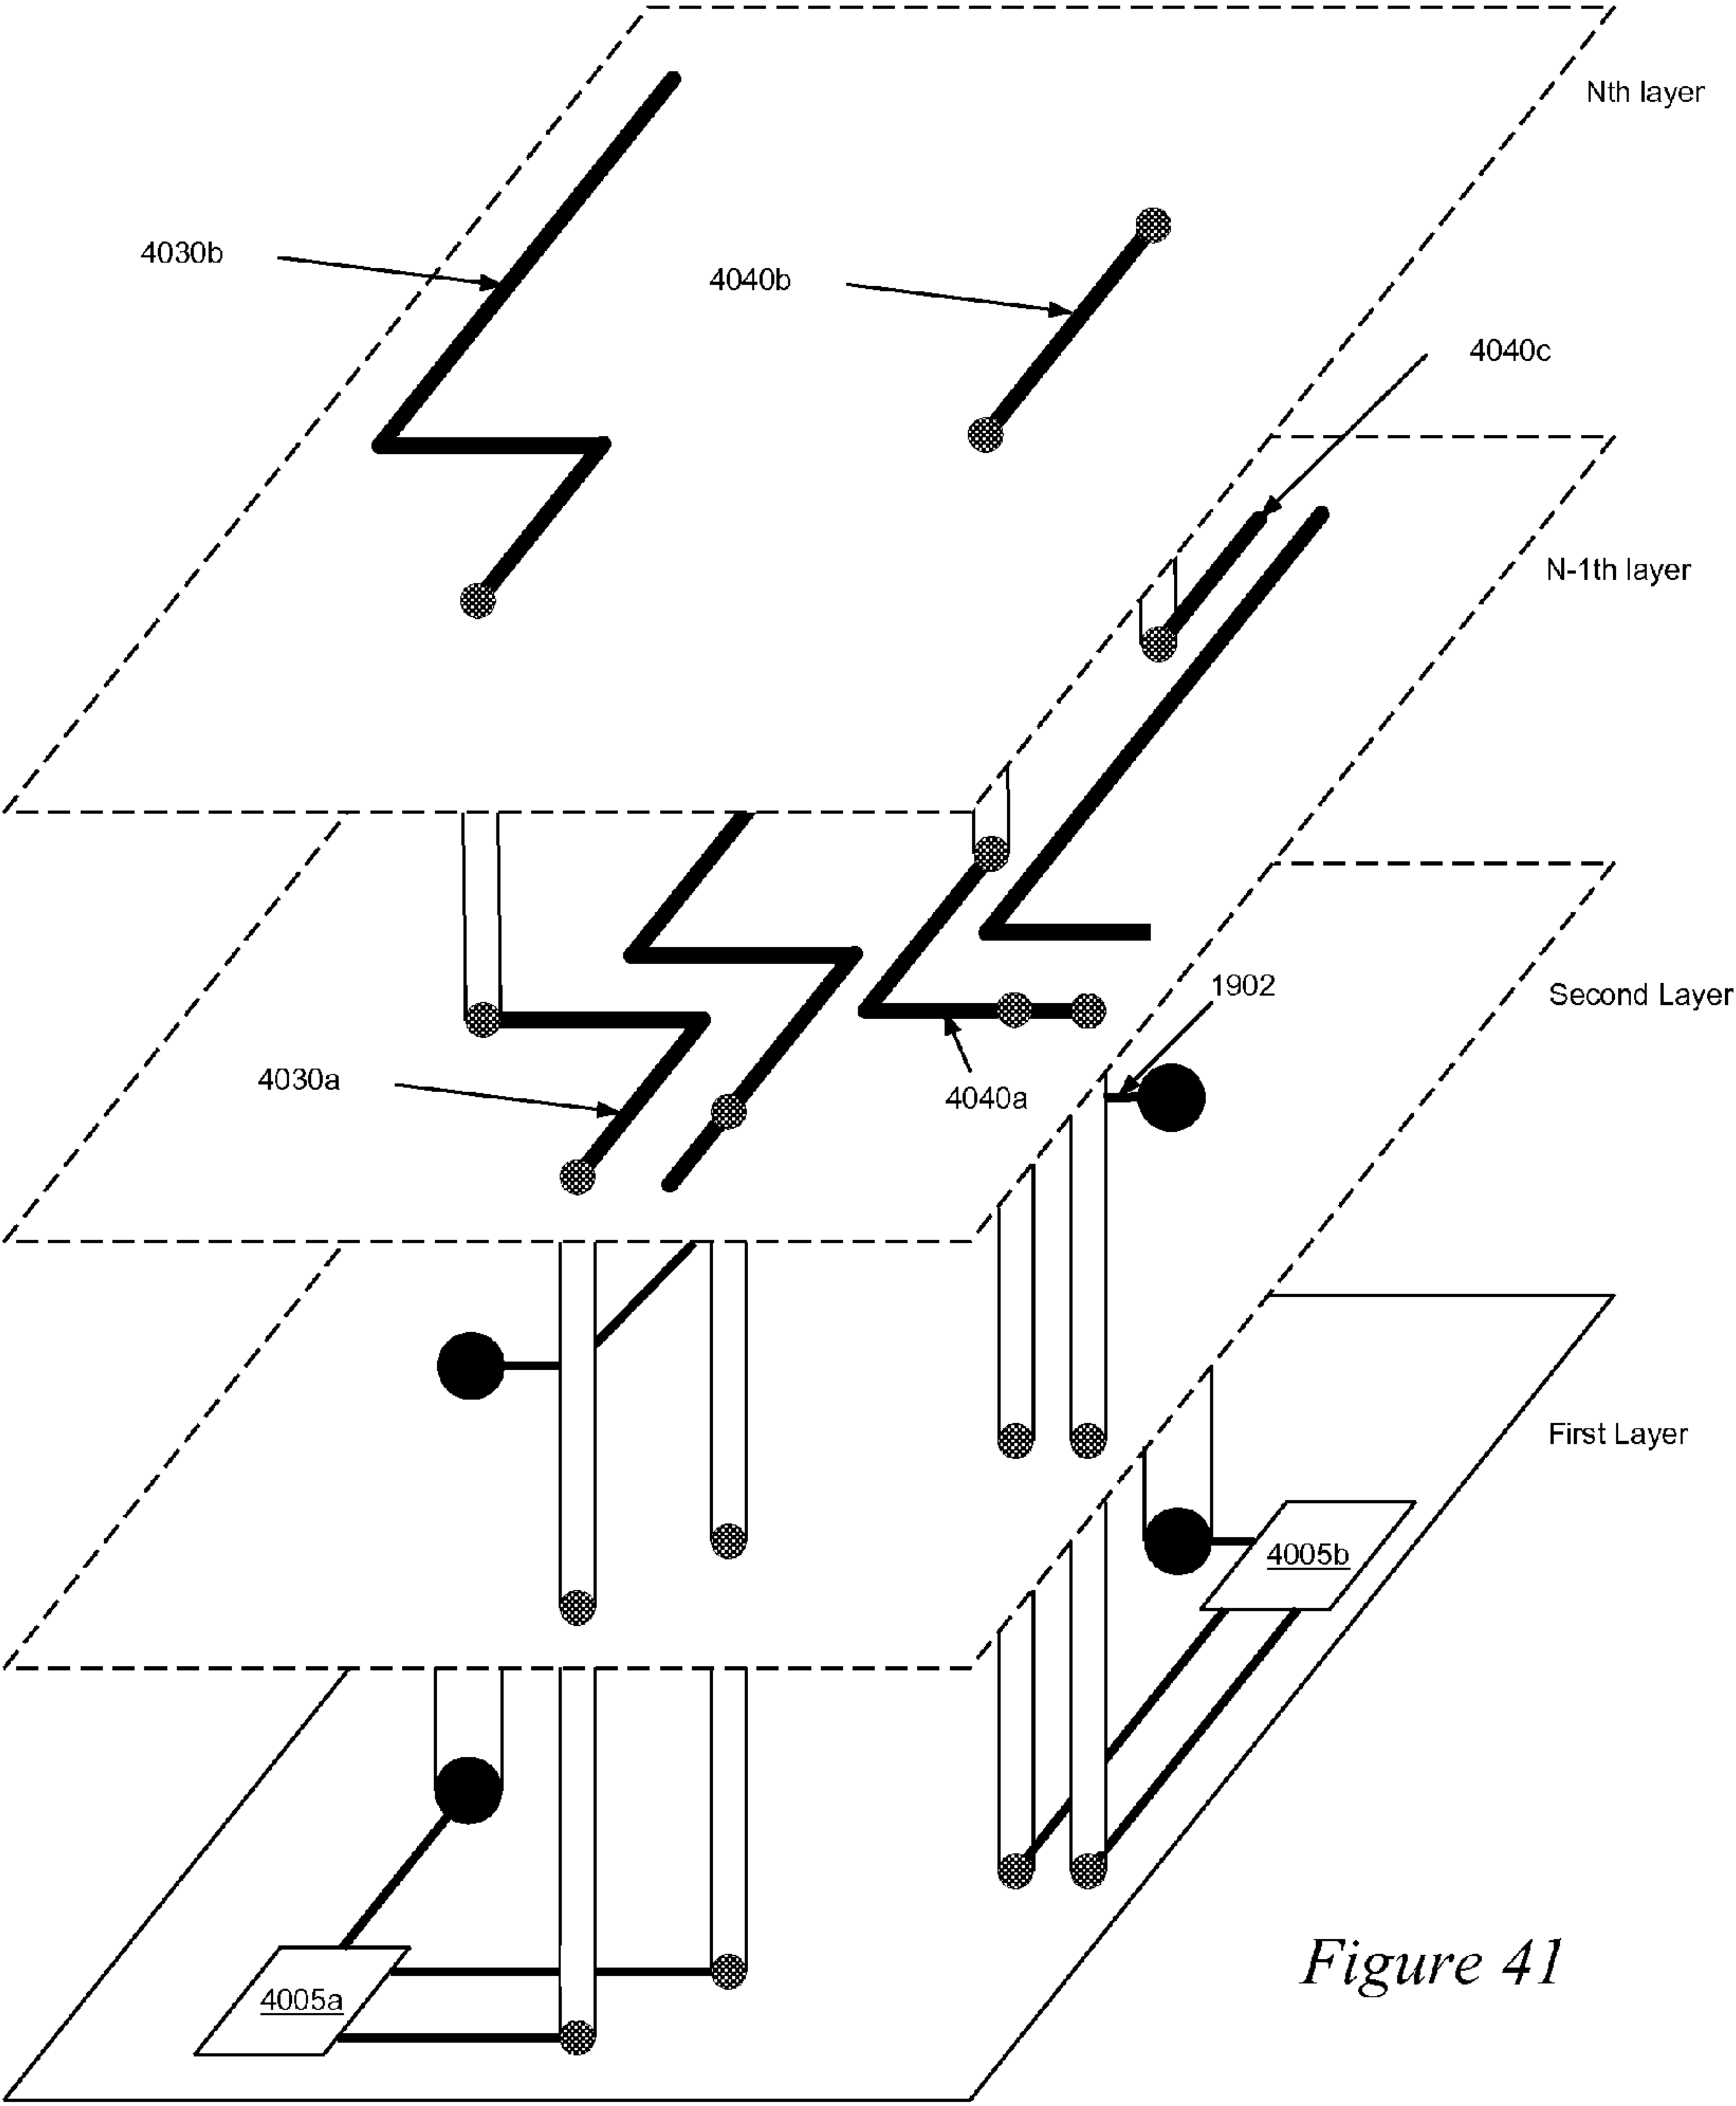 Nth layer
4030b
4040b
4040c
N-1th layer
1902
Second Layer
4030a
4040a
First Layer
4005b
4005a
Figure 41